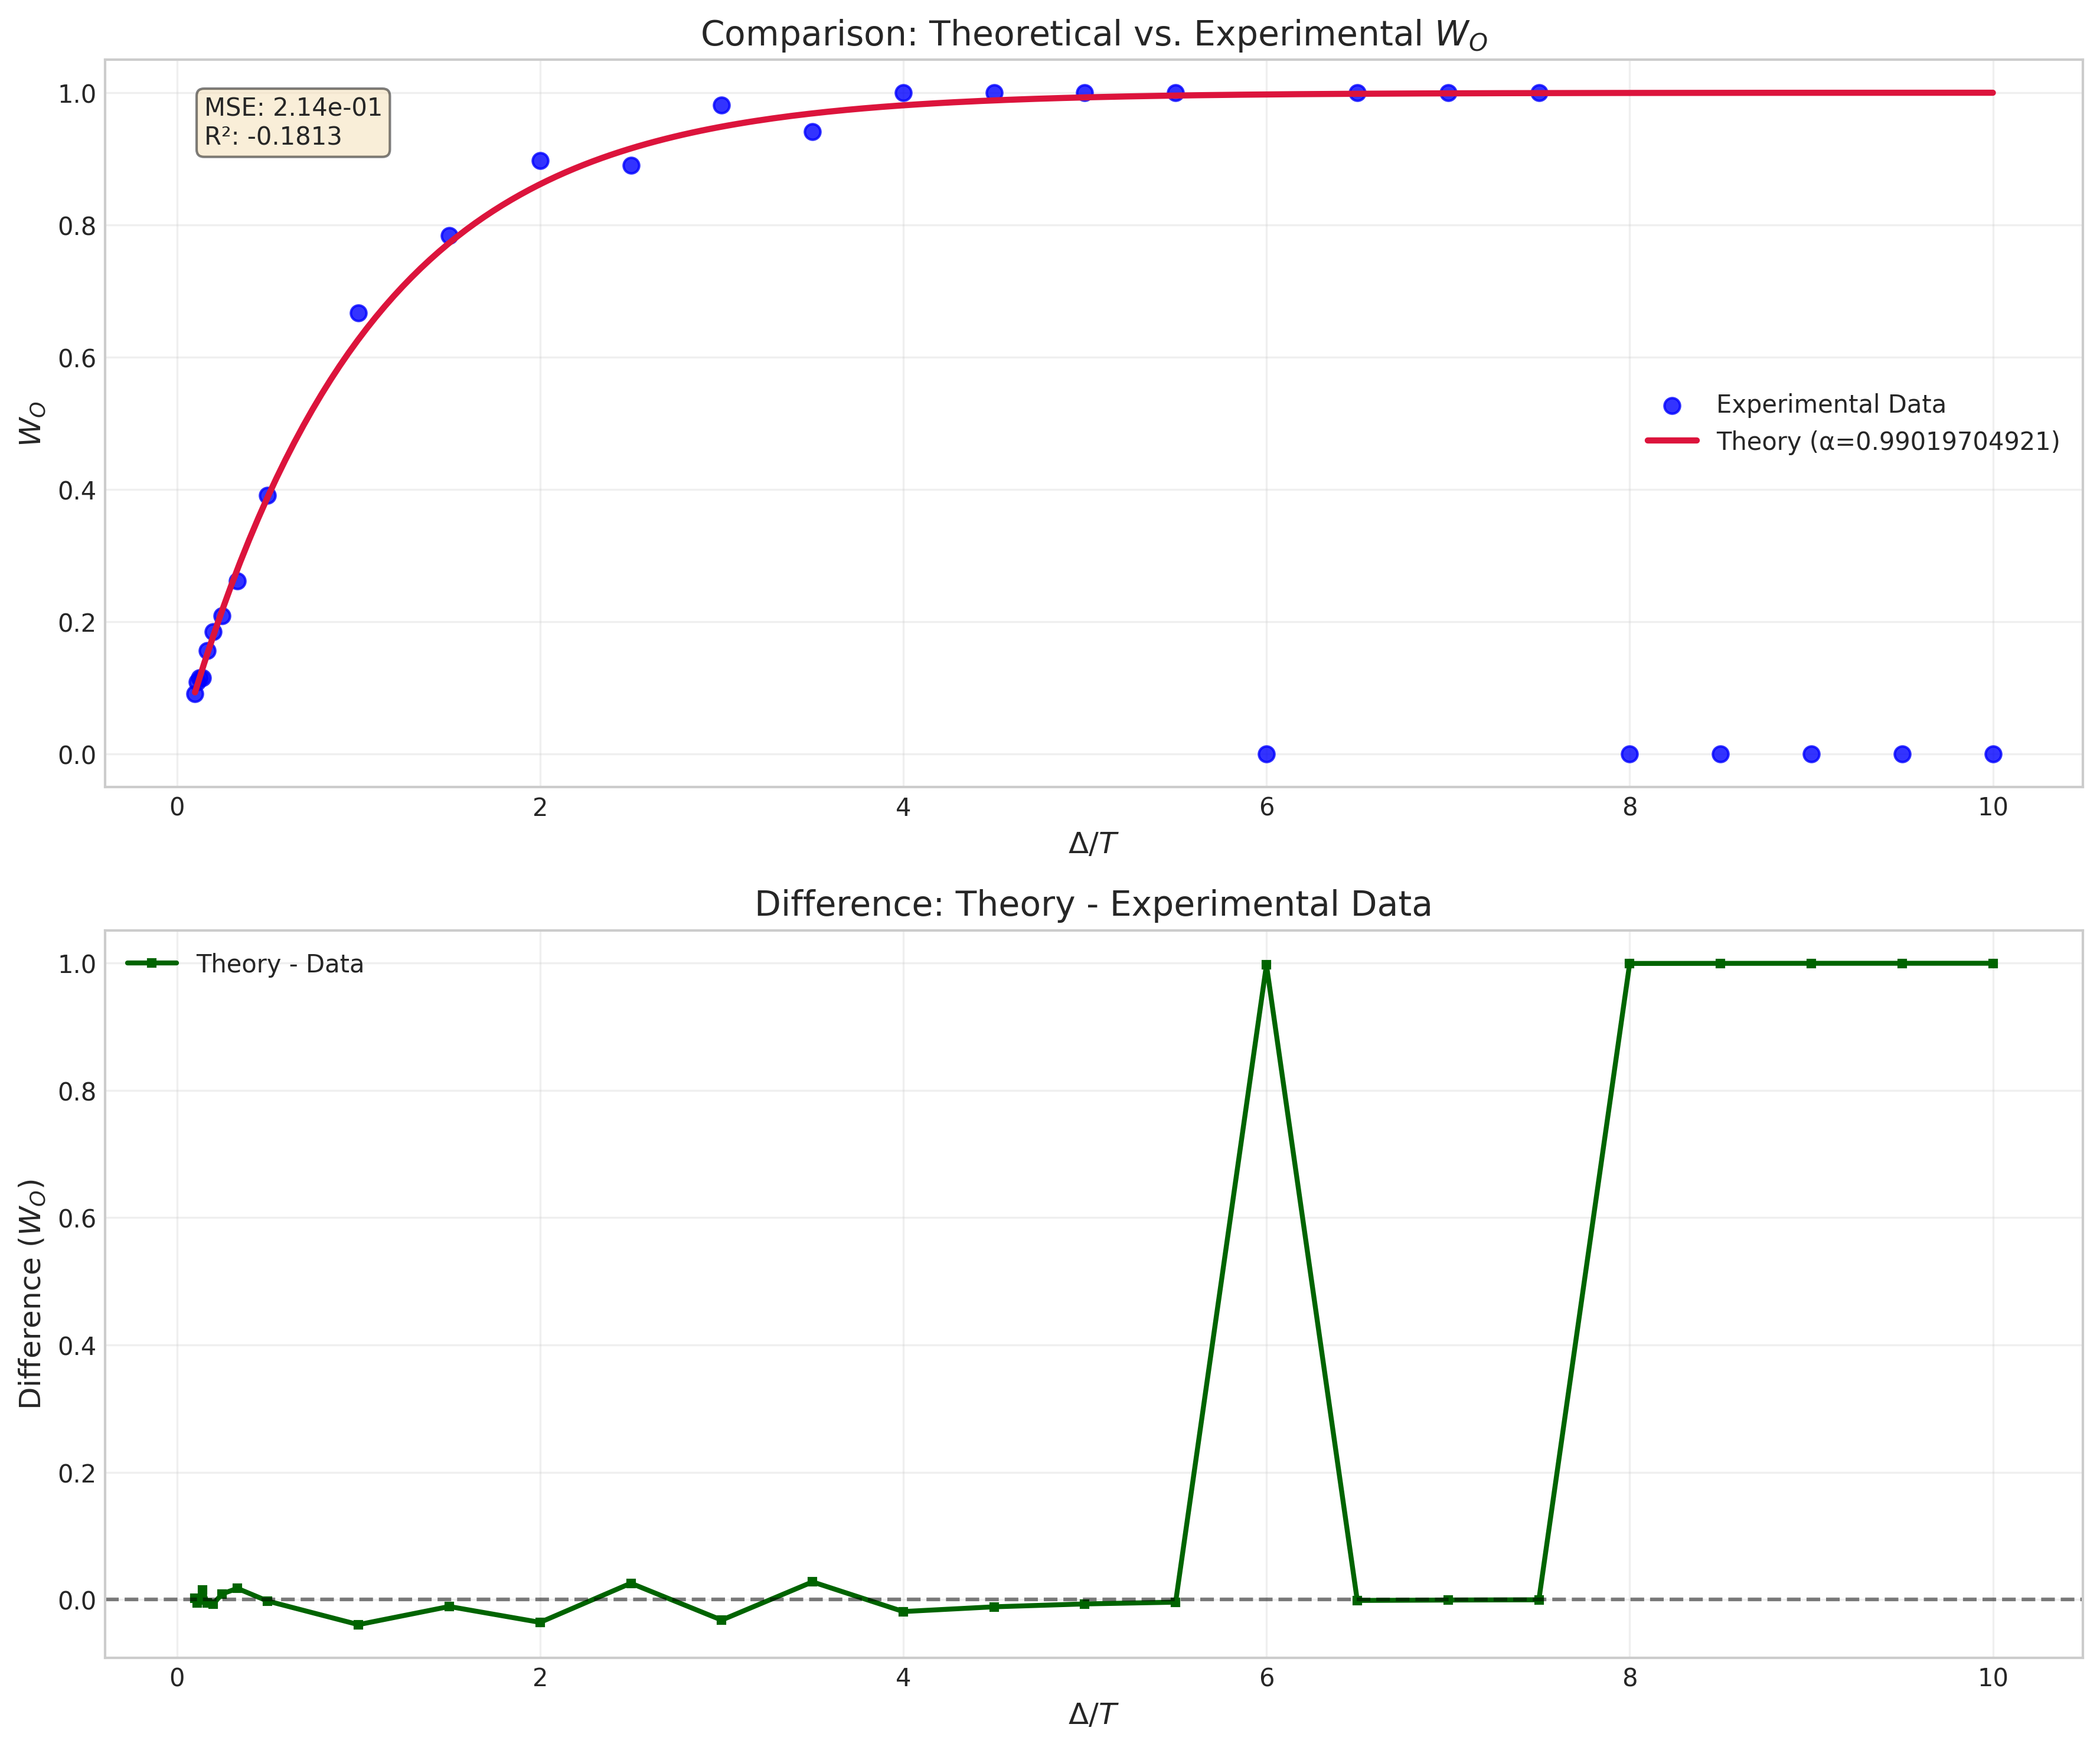 Comparison: Theoretical vs. Experimental W_O
MSE: 2.14e-01
R²: -0.1813
1.0
0.8
0.6
0.4
0.2
0.0
W_O
Experimental Data
Theory (α=0.99019704921)
0 2 4 6 8 10
Δ/T
Difference: Theory - Experimental Data
Theory - Data
1.0
0.8
0.6
0.4
0.2
0.0
Difference (W_O)
0 2 4 6 8 10
Δ/T